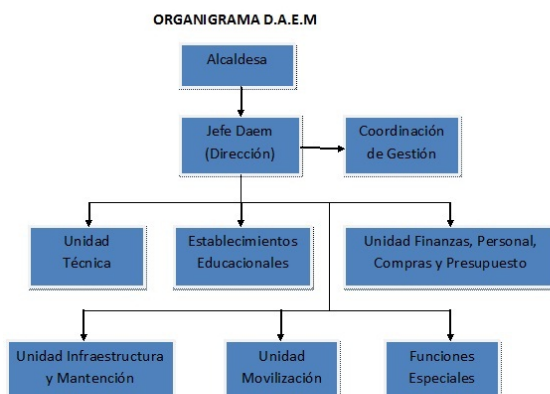 ORGANIGRAMA D.A.E.M
Alcaldesa
Jefe Daem
(Dirección)
Coordinación
de Gestión
Unidad
Técnica
Establecimientos
Educacionales
Unidad Finanzas, Personal,
Compras y Presupuesto
Unidad Infraestructura
y Mantención
Unidad
Movilización
Funciones
Especiales